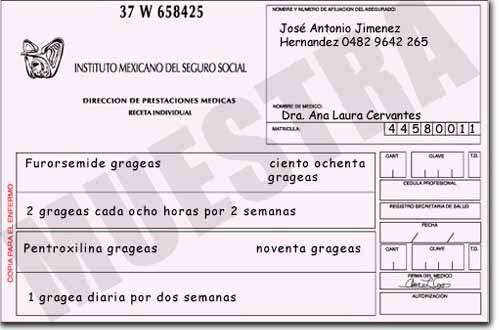 37 W 658425
NOMBRE Y NUMERO DE AFILIACION DEL ASEGURADO:
José Antonio Jimenez
Hernandez 0482 9642 265
INSTITUTO MEXICANO DEL SEGURO SOCIAL
DIRECCION DE PRESTACIONES MEDICAS
RECETA INDIVIDUAL
NOMBRE DE MEDICO:
Dra. Ana Laura Cervantes
MATRICULA: 44580011
MUESTRA
Furorsemide grageas ciento ochenta
grageas
CANT CLAVE T.D.
CEDULA PROFESIONAL
2 grageas cada ocho horas por 2 semanas
REGISTRO SECRETARIA DE SALUD
FECHA
Pentroxilina grageas noventa grageas
CANT CLAVE T.D.
FIRMA DEL MEDICO
1 gragea diaria por dos semanas
AUTORIZACION
COPIA PARA EL ENFERMO